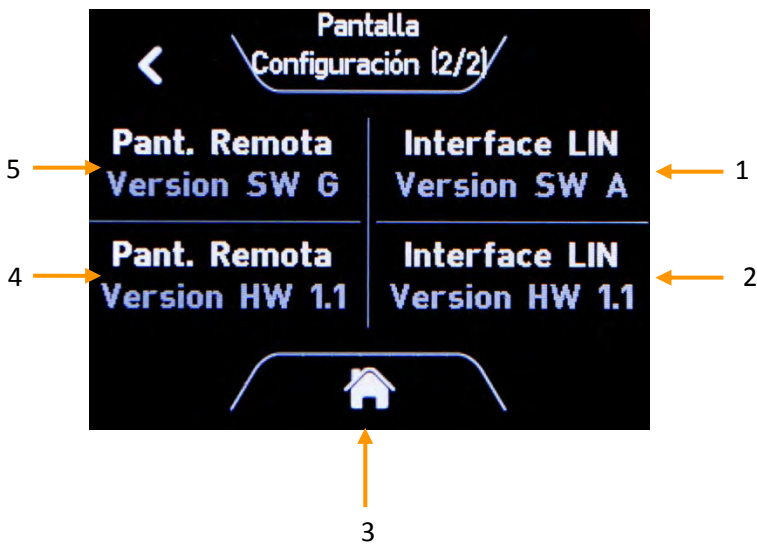 Pantalla
Configuración (2/2)
Pant. Remota
Version SW G
Interface LIN
Version SW A
Pant. Remota
Version HW 1.1
Interface LIN
Version HW 1.1
5
1
4
2
3